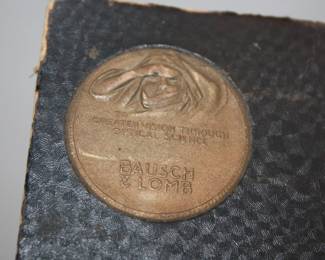 GREATER VISION THROUGH
OPTICAL SCIENCE
BAUSCH
& LOMB